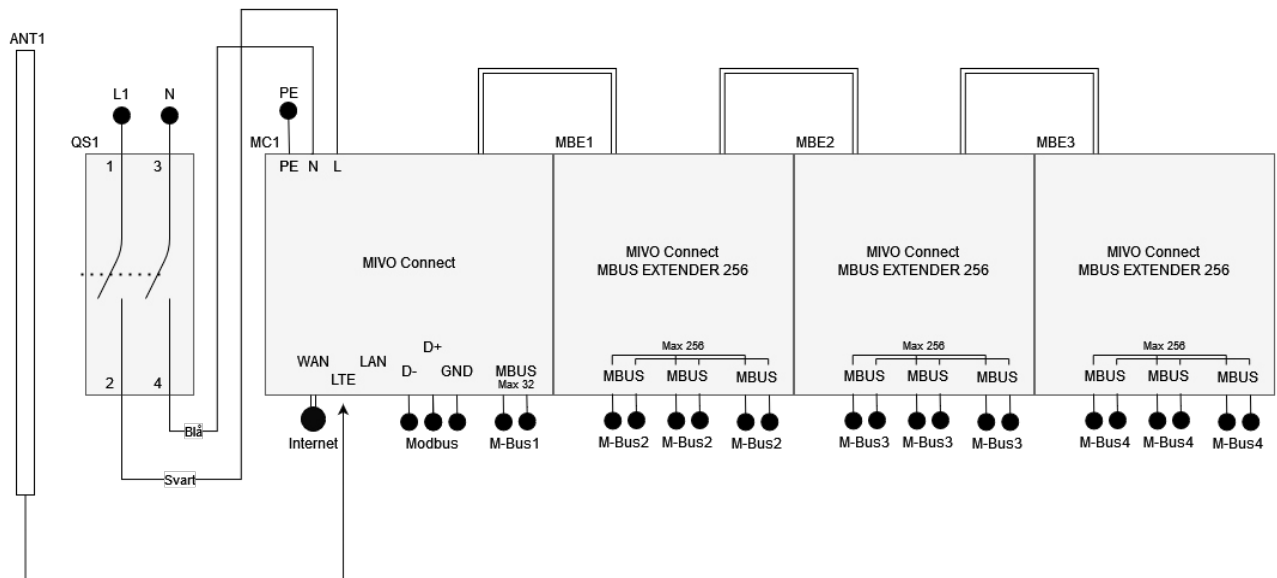 ANT1
L1 N
PE
QS1
MC1
MBE1
MBE2
MBE3
1 3
PE N L
MIVO Connect
MIVO Connect
MBUS EXTENDER 256
MIVO Connect
MBUS EXTENDER 256
MIVO Connect
MBUS EXTENDER 256
2 4
WAN
LTE
LAN
D-
D+
GND
MBUS
Max 32
Max 256
MBUS MBUS MBUS
Max 256
MBUS MBUS MBUS
Max 256
MBUS MBUS MBUS
Blå
Svart
Internet
Modbus
M-Bus1
M-Bus2 M-Bus2 M-Bus2
M-Bus3 M-Bus3 M-Bus3
M-Bus4 M-Bus4 M-Bus4